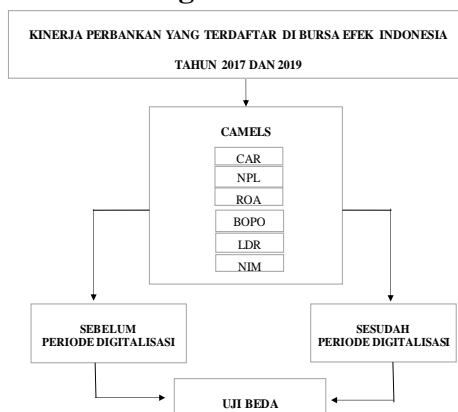 KINERJA PERBANKAN YANG TERDAFTAR DI BURSA EFEK INDONESIA
TAHUN 2017 DAN 2019
CAMELS
CAR
NPL
ROA
BOPO
LDR
NIM
SEBELUM
PERIODE DIGITALISASI
SESUDAH
PERIODE DIGITALISASI
UJI BEDA